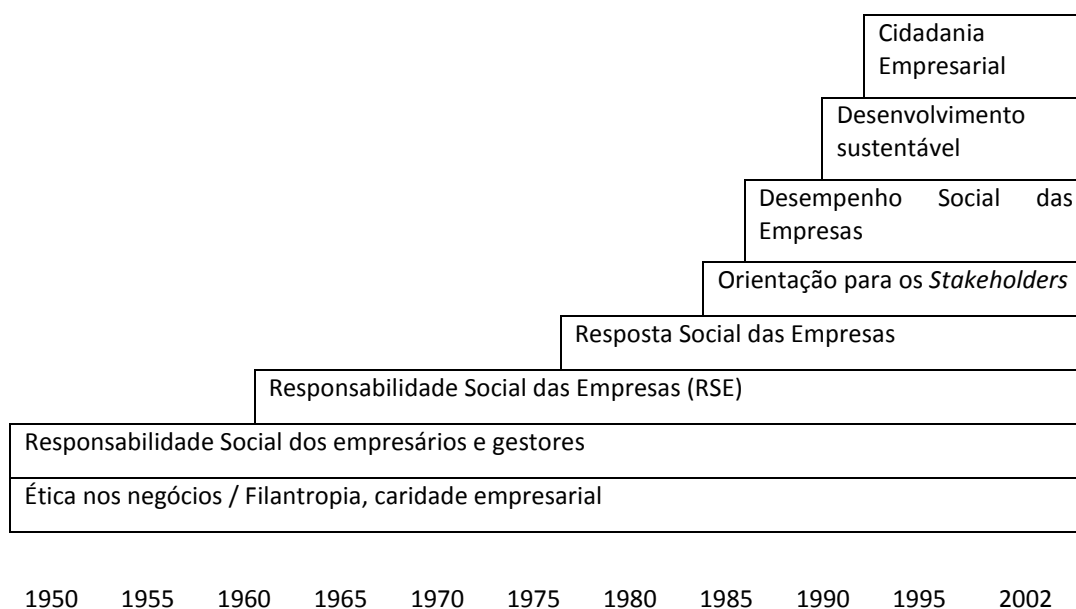 Cidadania
Empresarial
Desenvolvimento
sustentável
Desempenho Social das
Empresas
Orientação para os Stakeholders
Resposta Social das Empresas
Responsabilidade Social das Empresas (RSE)
Responsabilidade Social dos empresários e gestores
Ética nos negócios / Filantropia, caridade empresarial
1950 1955 1960 1965 1970 1975 1980 1985 1990 1995 2002